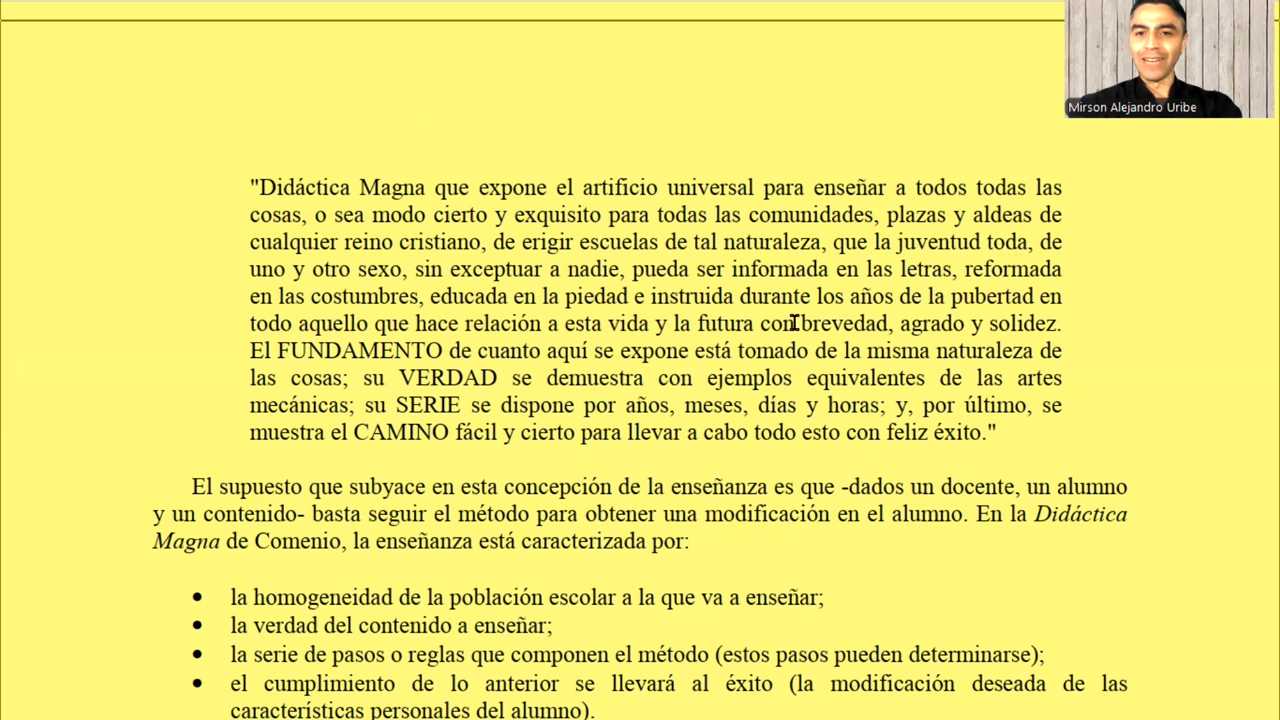 Mirson Alejandro Uribe
"Didáctica Magna que expone el artificio universal para enseñar a todos todas las
cosas, o sea modo cierto y exquisito para todas las comunidades, plazas y aldeas de
cualquier reino cristiano, de erigir escuelas de tal naturaleza, que la juventud toda, de
uno y otro sexo, sin exceptuar a nadie, pueda ser informada en las letras, reformada
en las costumbres, educada en la piedad e instruida durante los años de la pubertad en
todo aquello que hace relación a esta vida y la futura con brevedad, agrado y solidez.
El FUNDAMENTO de cuanto aquí se expone está tomado de la misma naturaleza de
las cosas; su VERDAD se demuestra con ejemplos equivalentes de las artes
mecánicas; su SERIE se dispone por años, meses, días y horas; y, por último, se
muestra el CAMINO fácil y cierto para llevar a cabo todo esto con feliz éxito."
El supuesto que subyace en esta concepción de la enseñanza es que -dados un docente, un alumno
y un contenido- basta seguir el método para obtener una modificación en el alumno. En la Didáctica
Magna de Comenio, la enseñanza está caracterizada por:
• la homogeneidad de la población escolar a la que va a enseñar;
• la verdad del contenido a enseñar;
• la serie de pasos o reglas que componen el método (estos pasos pueden determinarse);
• el cumplimiento de lo anterior se llevará al éxito (la modificación deseada de las
características personales del alumno).